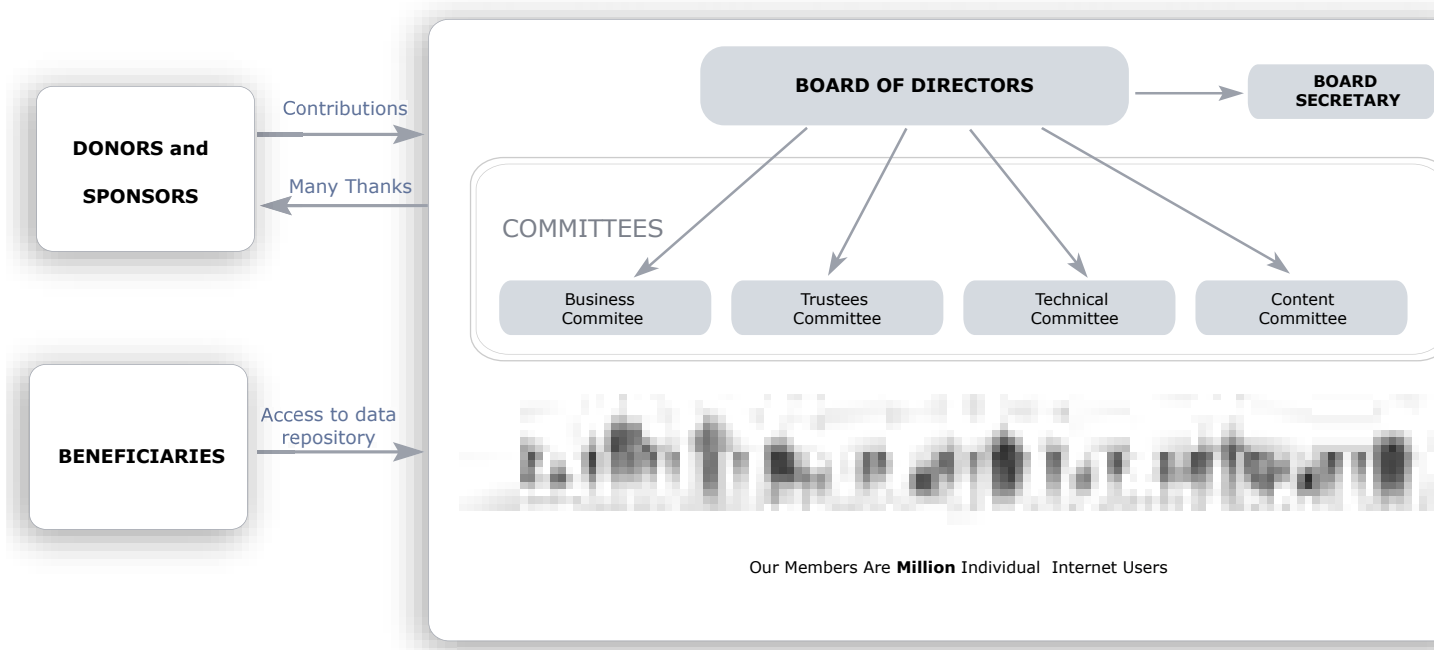 BOARD OF DIRECTORS
BOARD
SECRETARY
Contributions
DONORS and
SPONSORS
Many Thanks
COMMITTEES
Business
Commitee
Trustees
Committee
Technical
Committee
Content
Committee
Access to data
repository
BENEFICIARIES
Our Members Are Million Individual Internet Users